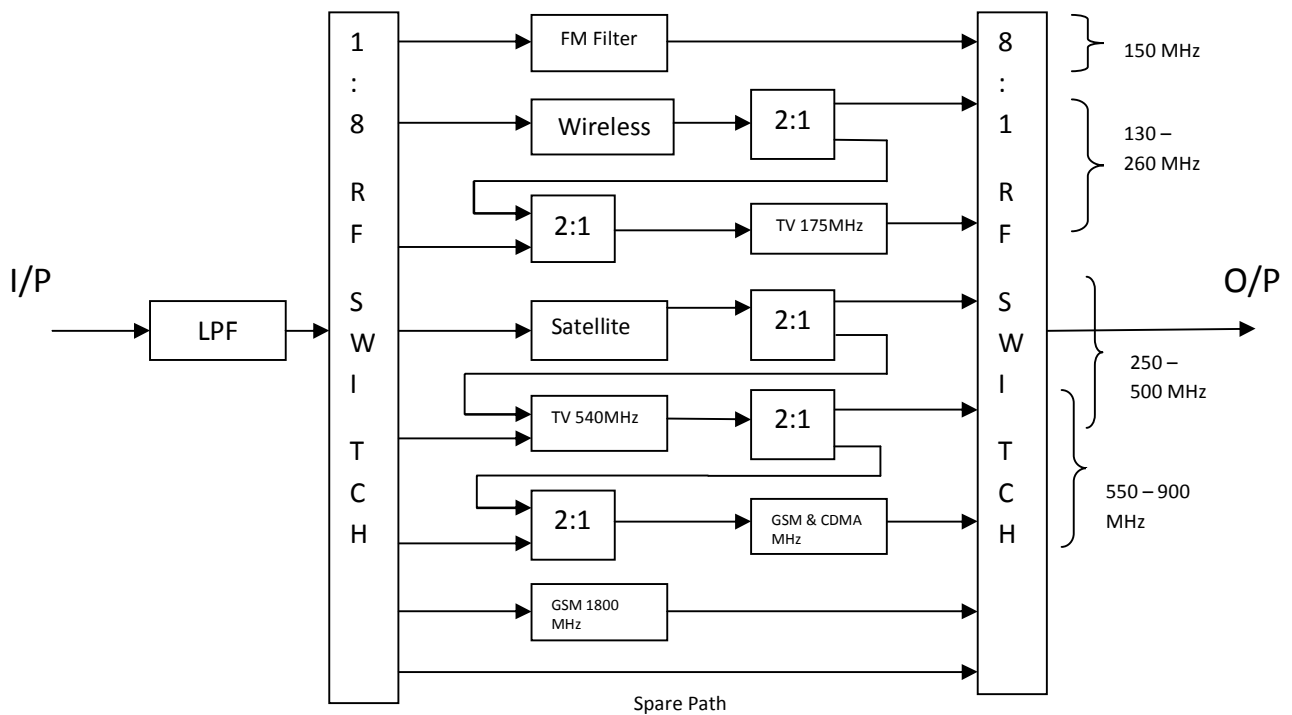 I/P
LPF
1
:
8
R
F
S
W
I
T
C
H
FM Filter
Wireless
2:1
2:1
TV 175MHz
Satellite
2:1
TV 540MHz
2:1
2:1
GSM & CDMA
MHz
GSM 1800
MHz
Spare Path
8
:
1
R
F
S
W
I
T
C
H
150 MHz
130 –
260 MHz
250 –
500 MHz
550 – 900
MHz
O/P